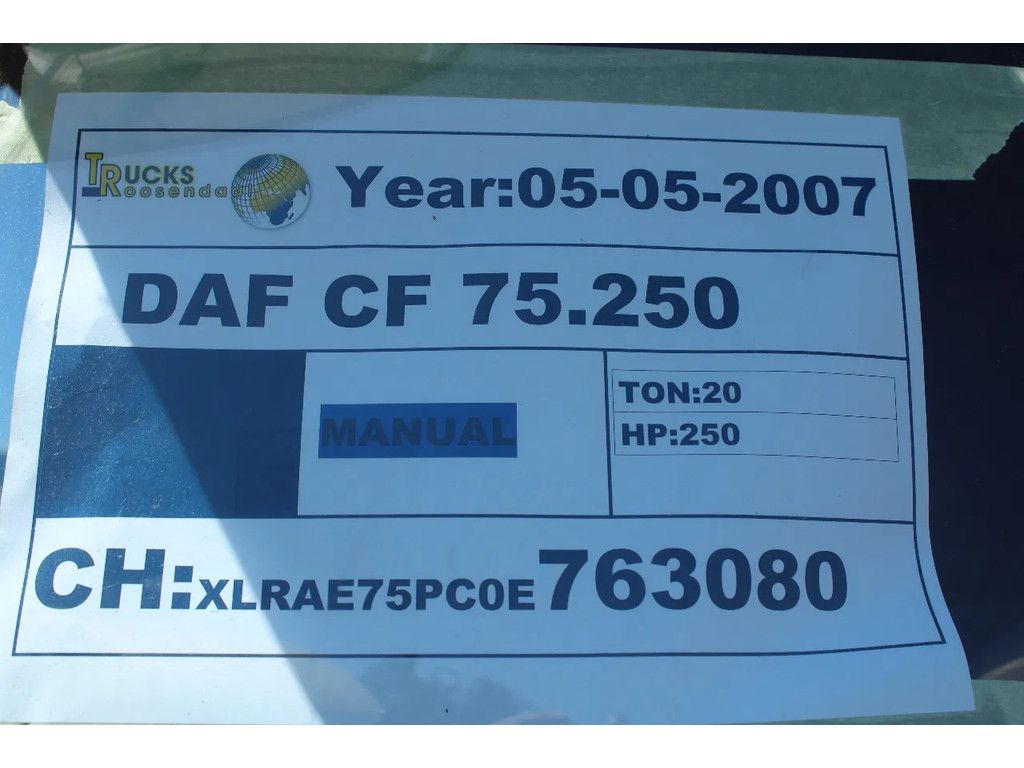 TRUCKS
Roosendaal
Year:05-05-2007
DAF CF 75.250
MANUAL
TON:20
HP:250
CH:XLRAE75PC0E763080